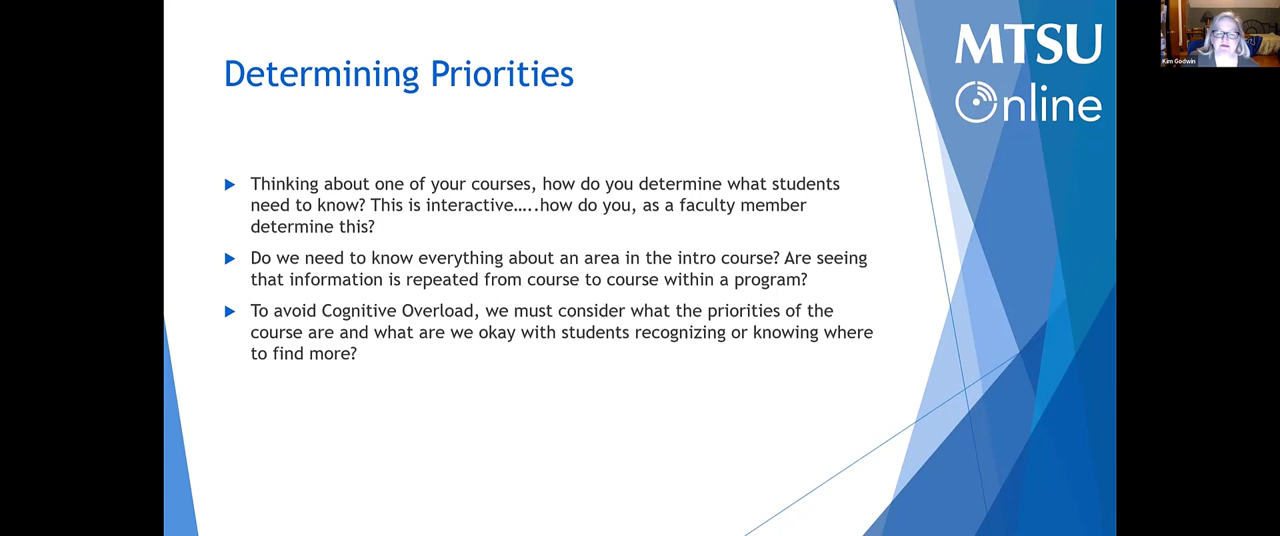 Determining Priorities
MTSU
Online
Kim Godwin
Thinking about one of your courses, how do you determine what students
need to know? This is interactive…..how do you, as a faculty member
determine this?
Do we need to know everything about an area in the intro course? Are seeing
that information is repeated from course to course within a program?
To avoid Cognitive Overload, we must consider what the priorities of the
course are and what are we okay with students recognizing or knowing where
to find more?